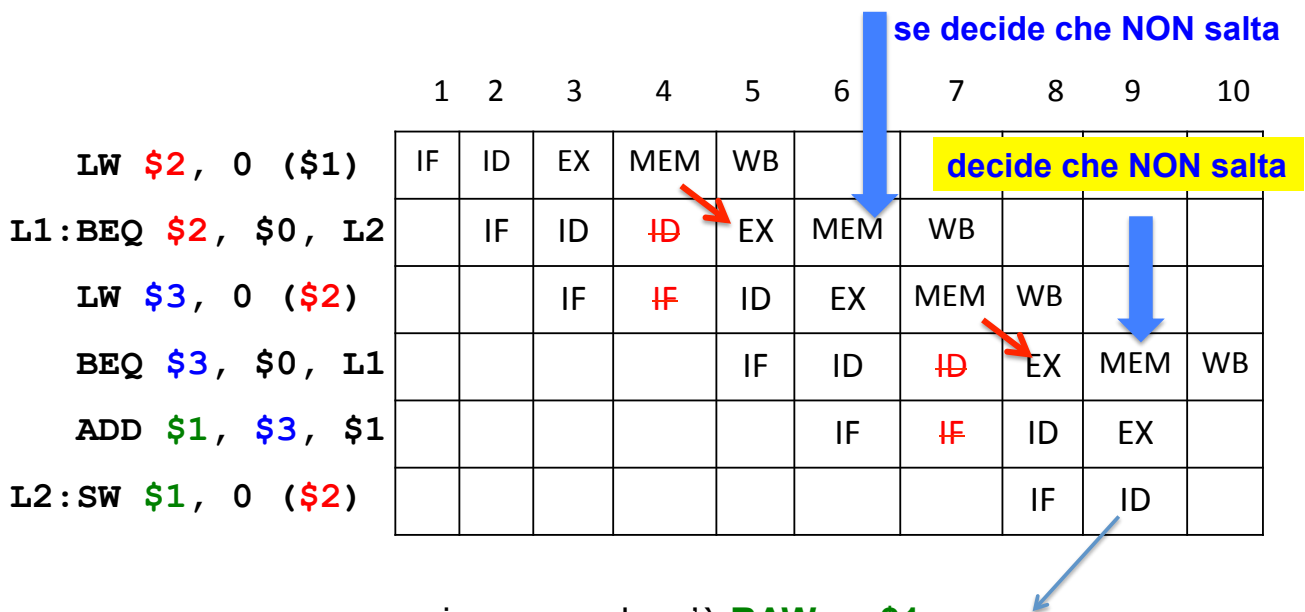 se decide che NON salta
1 2 3 4 5 6 7 8 9 10
LW $2, 0 ($1) IF ID EX MEM WB
decide che NON salta
L1:BEQ $2, $0, L2 IF ID ID EX MEM WB
LW $3, 0 ($2) IF IF ID EX MEM WB
BEQ $3, $0, L1 IF ID ID EX MEM WB
ADD $1, $3, $1 IF IF ID EX
L2:SW $1, 0 ($2) IF ID